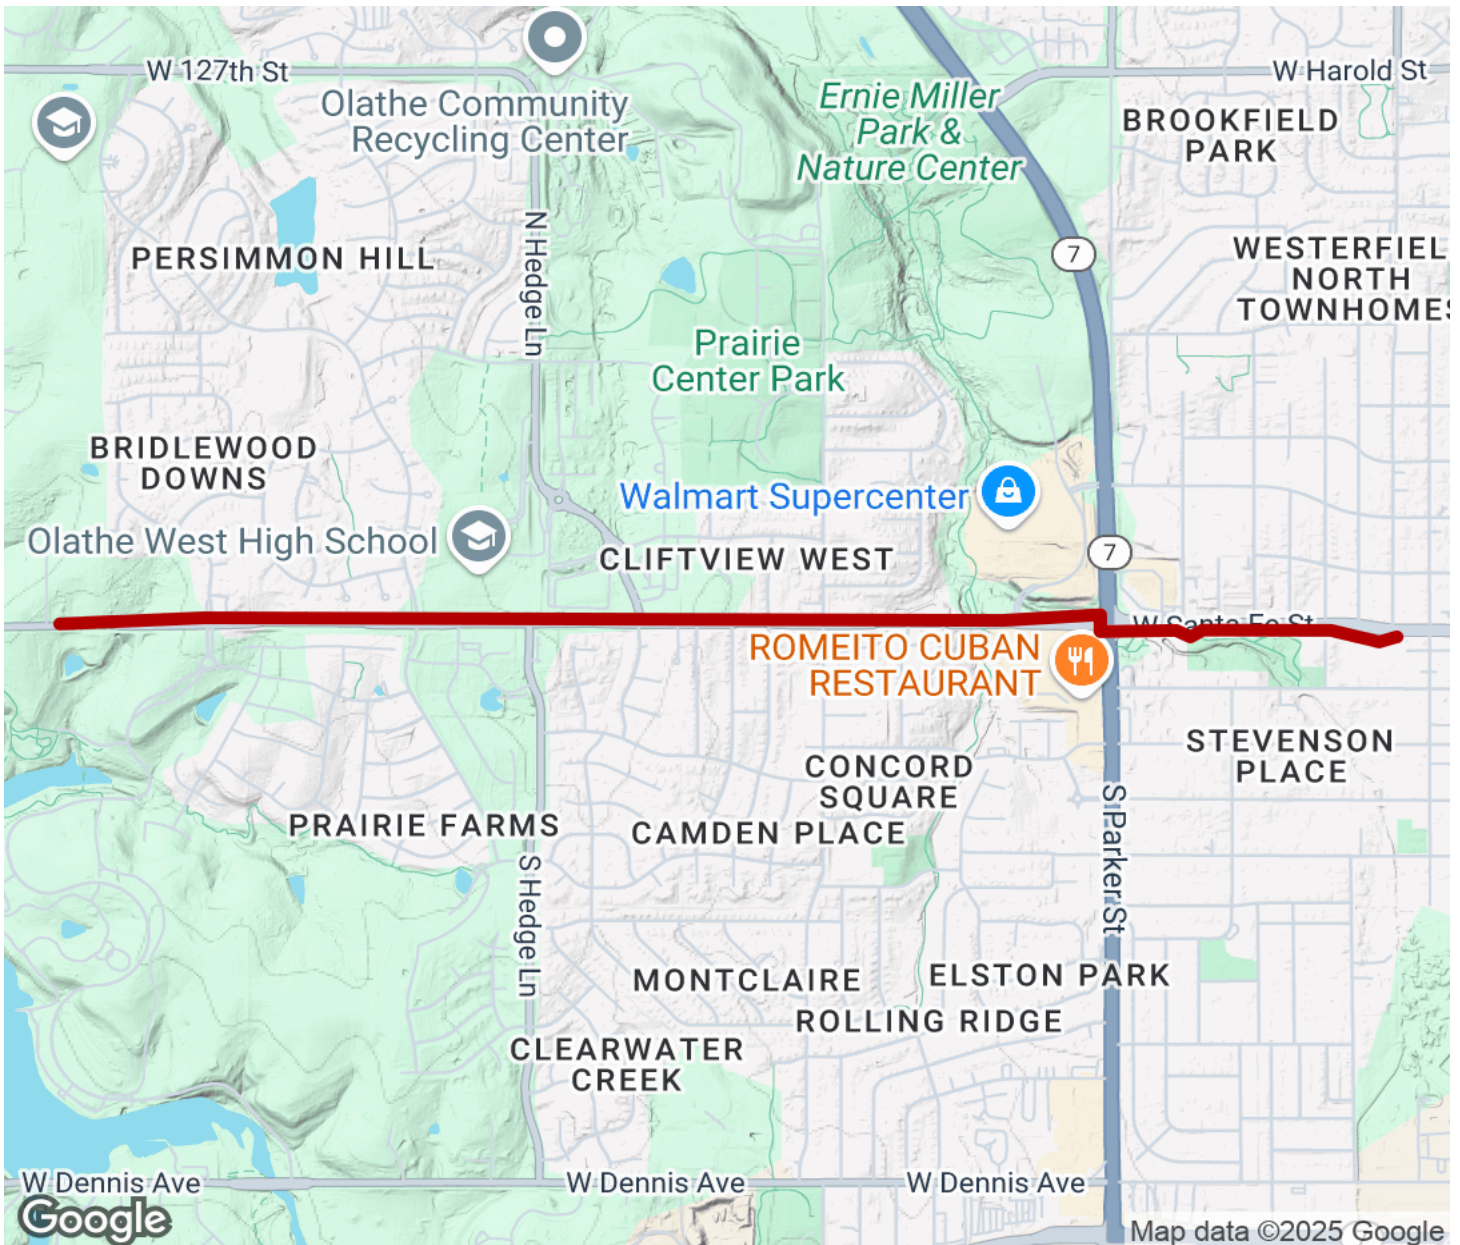 W 127th St
W Harold St
Olathe Community
Recycling Center
Ernie Miller
Park &
Nature Center
BROOKFIELD
PARK
N Hedge Ln
7
PERSIMMON HILL
WESTERFIEL
NORTH
TOWNHOMES
Prairie
Center Park
BRIDLEWOOD
DOWNS
Walmart Supercenter
Olathe West High School
CLIFTVIEW WEST
7
W Santa Fe St
ROMEITO CUBAN
RESTAURANT
STEVENSON
PLACE
CONCORD
SQUARE
PRAIRIE FARMS
CAMDEN PLACE
S Parker St
S Hedge Ln
MONTCLAIRE
ELSTON PARK
ROLLING RIDGE
CLEARWATER
CREEK
W Dennis Ave
W Dennis Ave
W Dennis Ave
Google
Map data ©2025 Google